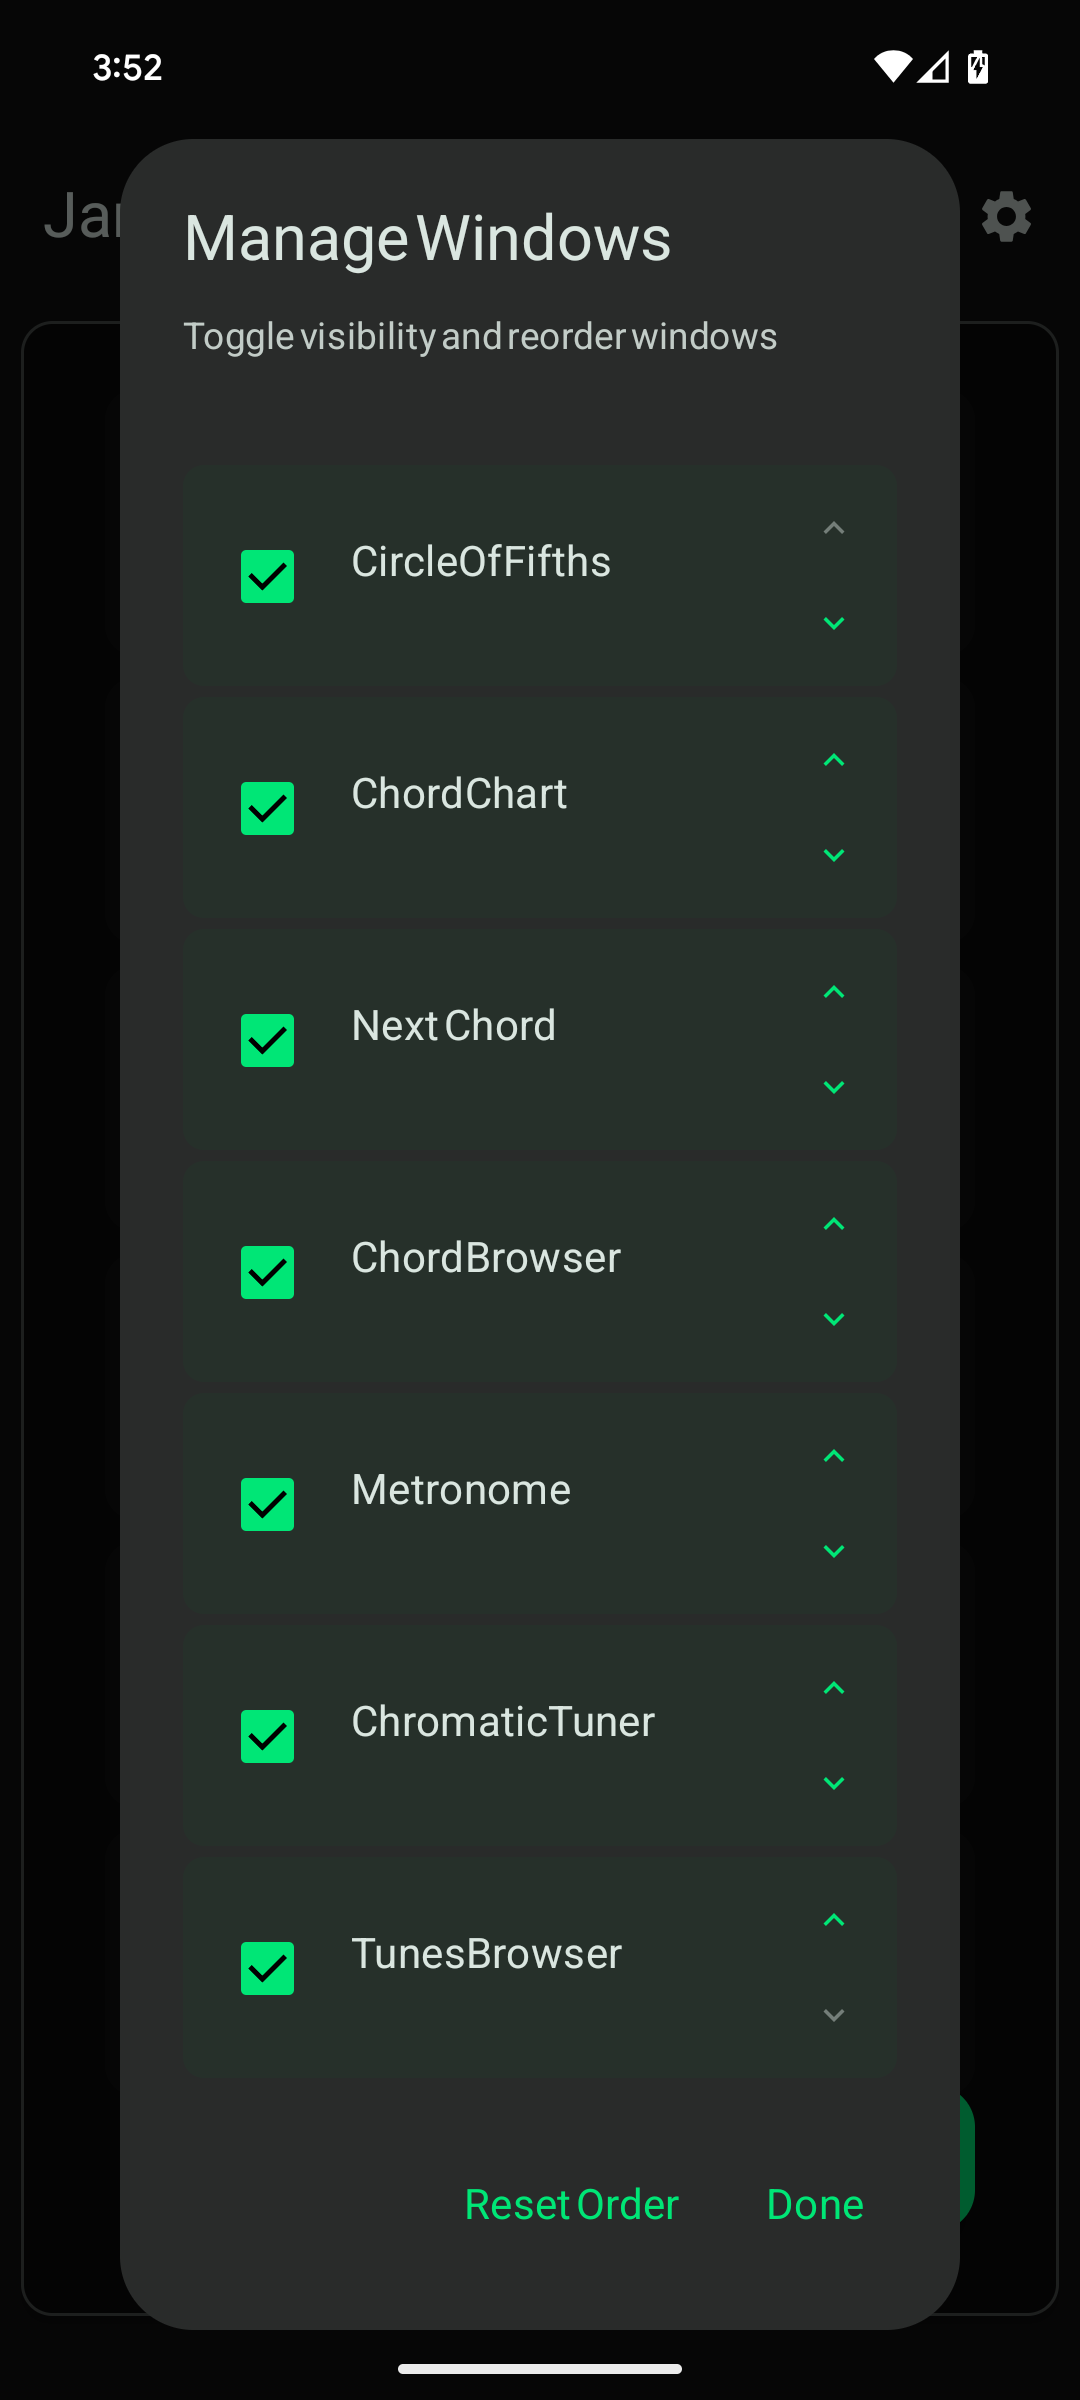 3:52
Manage Windows
Toggle visibility and reorder windows
CircleOfFifths
ChordChart
Next Chord
ChordBrowser
Metronome
ChromaticTuner
TunesBrowser
Reset Order
Done